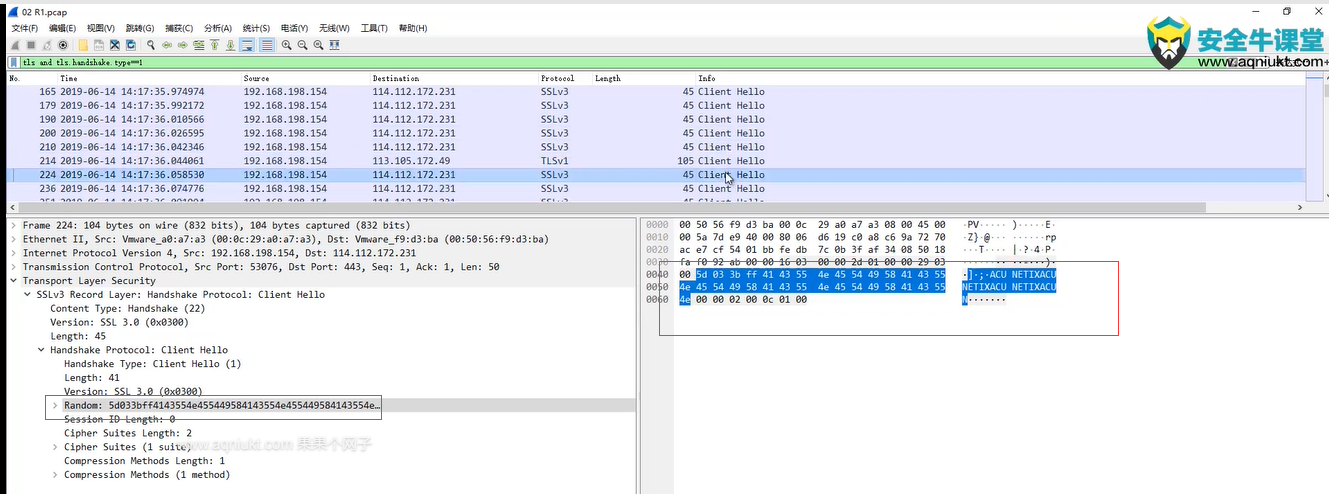 02 R1.pcap
文件(F) 编辑(E) 视图(V) 跳转(G) 捕获(C) 分析(A) 统计(S) 电话(Y) 无线(W) 工具(T) 帮助(H)
安全牛课堂
www.aqniukt.com
tls and tls.handshake.type==1
No. Time Source Destination Protocol Length Info
165 2019-06-14 14:17:35.974974 192.168.198.154 114.112.172.231 SSLv3 45 Client Hello
179 2019-06-14 14:17:35.992172 192.168.198.154 114.112.172.231 SSLv3 45 Client Hello
190 2019-06-14 14:17:36.010566 192.168.198.154 114.112.172.231 SSLv3 45 Client Hello
200 2019-06-14 14:17:36.026595 192.168.198.154 114.112.172.231 SSLv3 45 Client Hello
210 2019-06-14 14:17:36.042346 192.168.198.154 114.112.172.231 SSLv3 45 Client Hello
214 2019-06-14 14:17:36.044061 192.168.198.154 113.105.172.49 TLSv1 105 Client Hello
224 2019-06-14 14:17:36.058530 192.168.198.154 114.112.172.231 SSLv3 45 Client Hello
236 2019-06-14 14:17:36.074776 192.168.198.154 114.112.172.231 SSLv3 45 Client Hello
Frame 224: 104 bytes on wire (832 bits), 104 bytes captured (832 bits)
Ethernet II, Src: Vmware_a0:a7:a3 (00:0c:29:a0:a7:a3), Dst: Vmware_f9:d3:ba (00:50:56:f9:d3:ba)
Internet Protocol Version 4, Src: 192.168.198.154, Dst: 114.112.172.231
Transmission Control Protocol, Src Port: 53076, Dst Port: 443, Seq: 1, Ack: 1, Len: 50
Transport Layer Security
SSLv3 Record Layer: Handshake Protocol: Client Hello
Content Type: Handshake (22)
Version: SSL 3.0 (0x0300)
Length: 45
Handshake Protocol: Client Hello
Handshake Type: Client Hello (1)
Length: 41
Version: SSL 3.0 (0x0300)
Random: 5d033bff4143554e455449584143554e455449584143554e…
Session ID Length: 0
Cipher Suites Length: 2
Cipher Suites (1 suite)
www.aqniukt.com 果果个网子
Compression Methods Length: 1
Compression Methods (1 method)
0000 00 50 56 f9 d3 ba 00 0c 29 a0 a7 a3 08 00 45 00 ·PV····· )·····E·
0010 00 5a 7d e9 40 00 80 06 d6 19 c0 a8 c6 9a 72 70 ·Z}·@··· ······rp
0020 ac e7 cf 54 01 bb fe db 7c 0b 3f af 34 08 50 18 ···T···· |·?·4·P·
0030 fa f0 92 ab 00 00 16 03 00 00 2d 01 00 00 29 03 ········ ··-···)·
0040 00 5d 03 3b ff 41 43 55 4e 45 54 49 58 41 43 55 ·]·;·ACU NETIXACU
0050 4e 45 54 49 58 41 43 55 4e 45 54 49 58 41 43 55 NETIXACU NETIXACU
0060 4e 00 00 02 00 0c 01 00 N·······